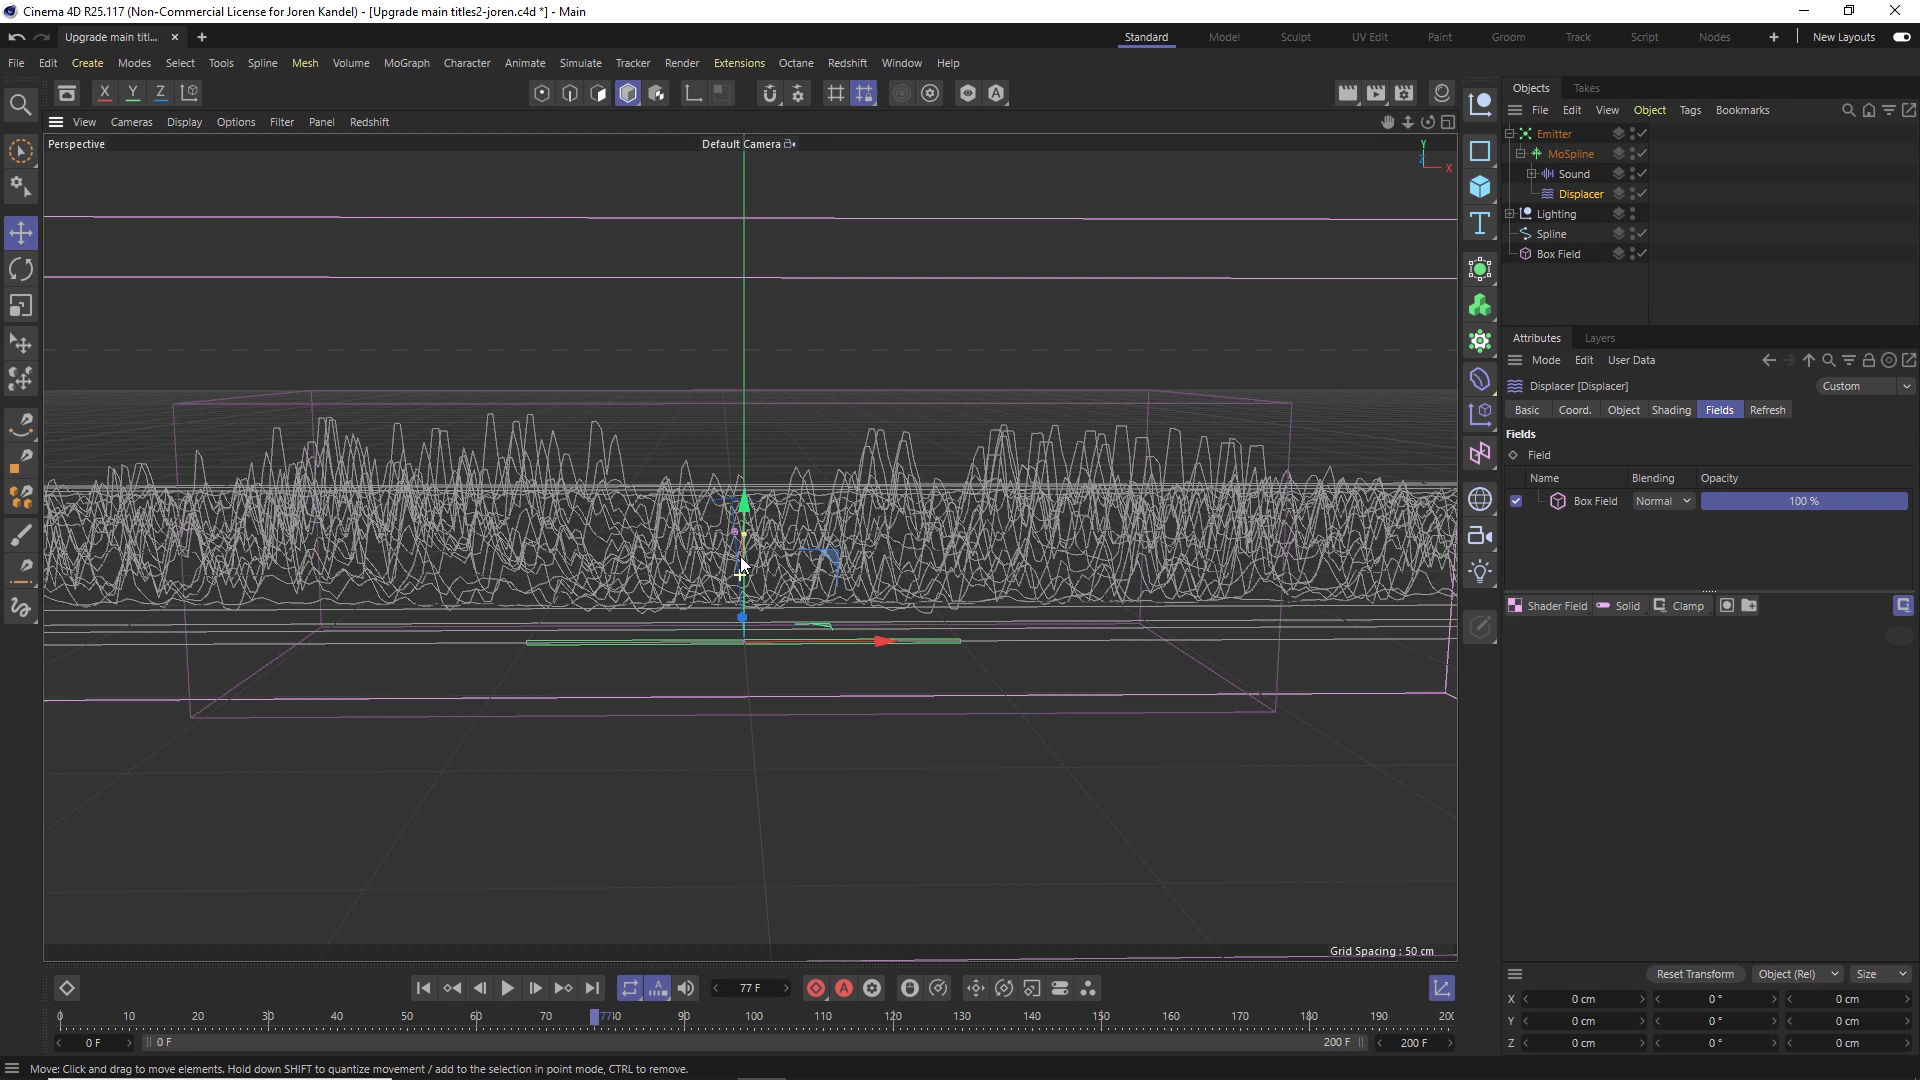 Cinema 4D R25.117 (Non-Commercial License for Joren Kandel) - [Upgrade main titles2-joren.c4d *] - Main
Upgrade main titl...
Standard Model Sculpt UV Edit Paint Groom Track Script Nodes New Layouts
File Edit Create Modes Select Tools Spline Mesh Volume MoGraph Character Animate Simulate Tracker Render Extensions Octane Redshift Window Help
X Y Z
Objects Takes
File Edit View Object Tags Bookmarks
View Cameras Display Options Filter Panel Redshift
Perspective
Default Camera
Y
Z
X
Emitter
MoSpline
Sound
Displacer
Lighting
Spline
Box Field
Attributes Layers
Mode Edit User Data
Displacer [Displacer]
Custom
Basic Coord. Object Shading Fields Refresh
Fields
Field
Name Blending Opacity
Box Field Normal 100 %
Shader Field Solid Clamp
Grid Spacing : 50 cm
77 F
0 10 20 30 40 50 60 70 77 80 90 100 110 120 130 140 150 160 170 180 190 200
0 F 0 F 200 F 200 F
Reset Transform Object (Rel) Size
X 0 cm 0 ° 0 cm
Y 0 cm 0 ° 0 cm
Z 0 cm 0 ° 0 cm
Move: Click and drag to move elements. Hold down SHIFT to quantize movement / add to the selection in point mode, CTRL to remove.